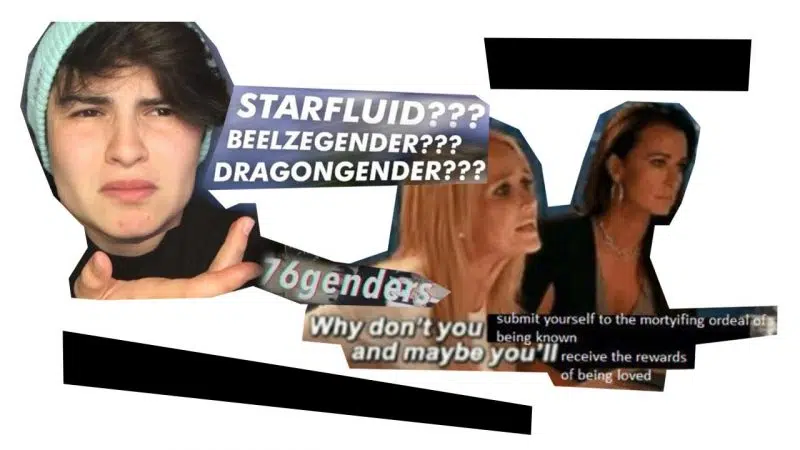 STARFLUID???
BEELZEGENDER???
DRAGONGENDER???
76genders
Why don't you
submit yourself to the mortyifing ordeal of
being known
and maybe you'll
receive the rewards
of being loved